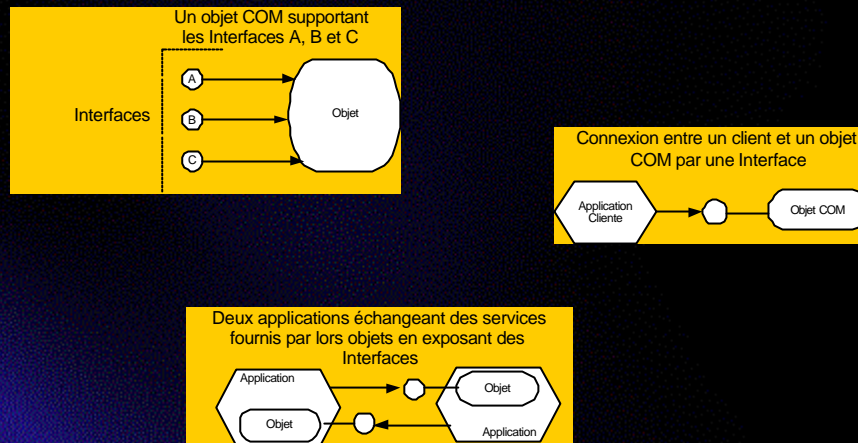 Un objet COM supportant
les Interfaces A, B et C
A
Interfaces
B
Objet
C
Connexion entre un client et un objet
COM par une Interface
Application
Cliente
Objet COM
Deux applications échangeant des services
fournis par lors objets en exposant des
Interfaces
Application
Objet
Objet
Application